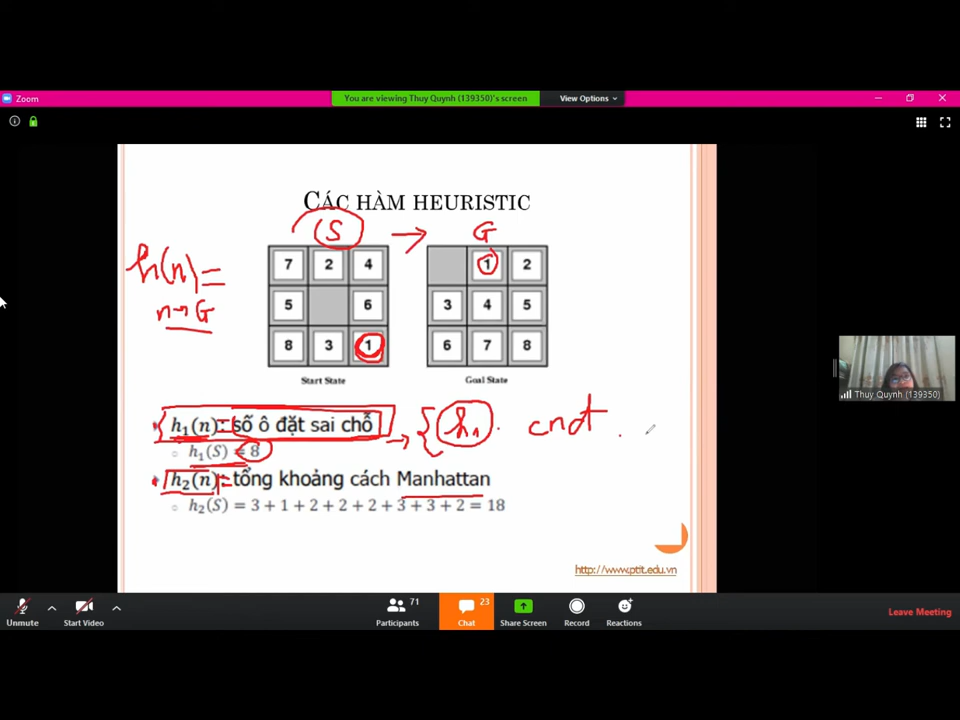 Zoom
You are viewing Thuy Quynh (139350)'s screen
View Options
CÁC HÀM HEURISTIC
S → G
h(n) =
n → G
7 2 4
5 6
8 3 1
1 2
3 4 5
6 7 8
Start State
Goal State
h₁(n): số ô đặt sai chỗ
→ { h₁. cnđt .
h₁(S) = 8
h₂(n): tổng khoảng cách Manhattan
h₂(S) = 3 + 1 + 2 + 2 + 2 + 3 + 3 + 2 = 18
http://www.ptit.edu.vn
Thuy Quynh (139350)
71
23
Unmute
Start Video
Participants
Chat
Share Screen
Record
Reactions
Leave Meeting